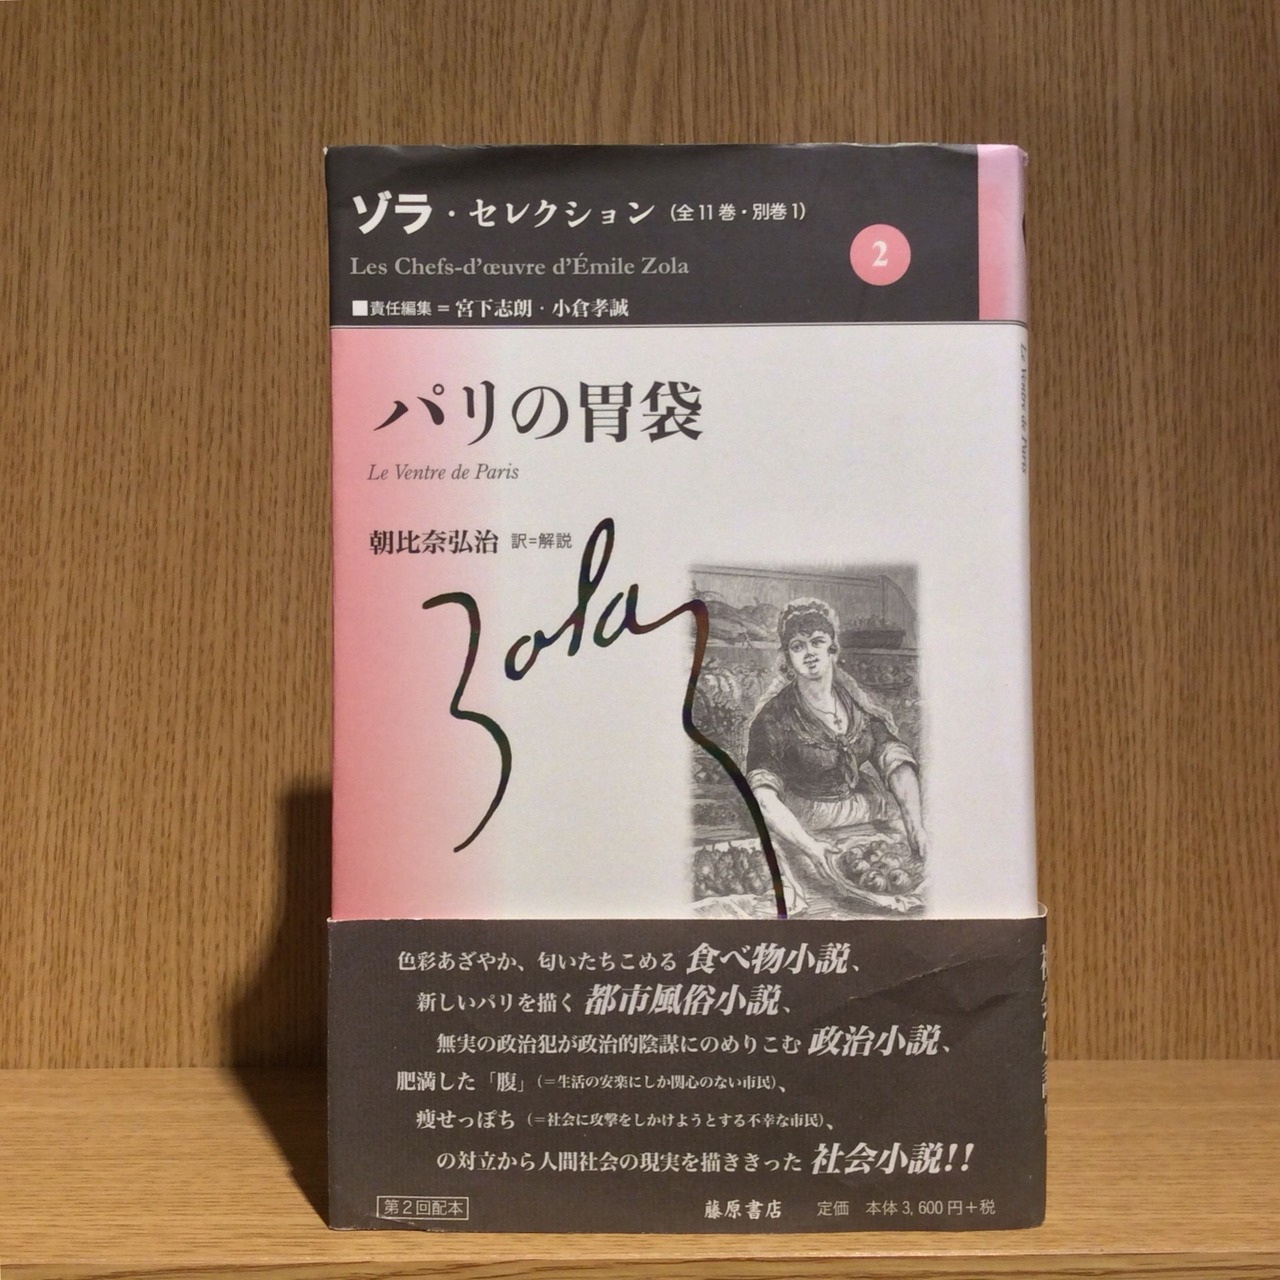 ゾラ・セレクション（全11巻・別巻1）
2
Les Chefs-d'œuvre d'Émile Zola
■責任編集＝宮下志朗・小倉孝誠
パリの胃袋
Le Ventre de Paris
朝比奈弘治 訳=解説
Zola
Le Ventre de Paris
色彩あざやか、匂いたちこめる食べ物小説、
新しいパリを描く都市風俗小説、
無実の政治犯が政治的陰謀にのめりこむ政治小説、
肥満した「腹」（＝生活の安楽にしか関心のない市民）、
瘦せっぽち（＝社会に攻撃をしかけようとする不幸な市民）、
の対立から人間社会の現実を描ききった社会小説!!
第2回配本
藤原書店　定価　本体3,600円＋税